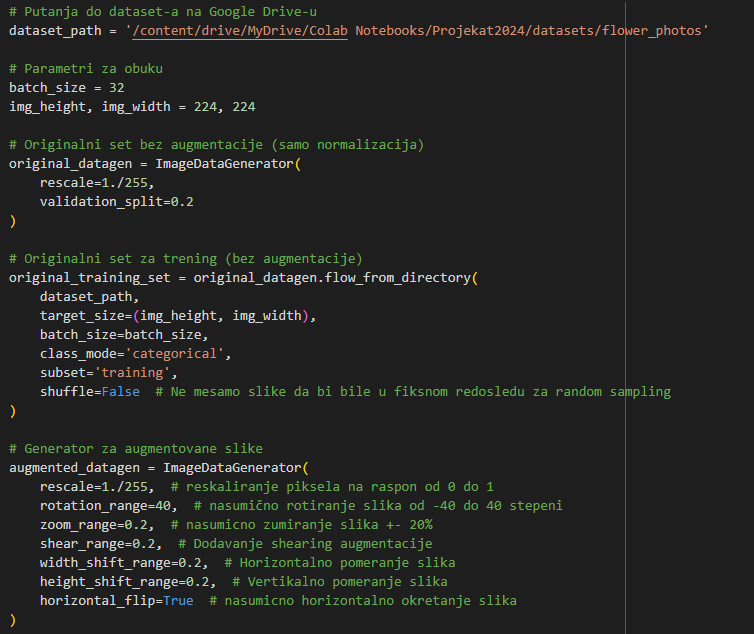 # Putanja do dataset-a na Google Drive-u
dataset_path = '/content/drive/MyDrive/Colab Notebooks/Projekat2024/datasets/flower_photos'

# Parametri za obuku
batch_size = 32
img_height, img_width = 224, 224

# Originalni set bez augmentacije (samo normalizacija)
original_datagen = ImageDataGenerator(
    rescale=1./255,
    validation_split=0.2
)

# Originalni set za trening (bez augmentacije)
original_training_set = original_datagen.flow_from_directory(
    dataset_path,
    target_size=(img_height, img_width),
    batch_size=batch_size,
    class_mode='categorical',
    subset='training',
    shuffle=False  # Ne mesamo slike da bi bile u fiksnom redosledu za random sampling
)

# Generator za augmentovane slike
augmented_datagen = ImageDataGenerator(
    rescale=1./255,  # reskaliranje piksela na raspon od 0 do 1
    rotation_range=40,  # nasumično rotiranje slika od -40 do 40 stepeni
    zoom_range=0.2,  # nasumicno zumiranje slika +- 20%
    shear_range=0.2,  # Dodavanje shearing augmentacije
    width_shift_range=0.2,  # Horizontalno pomeranje slika
    height_shift_range=0.2,  # Vertikalno pomeranje slika
    horizontal_flip=True  # nasumicno horizontalno okretanje slika
)